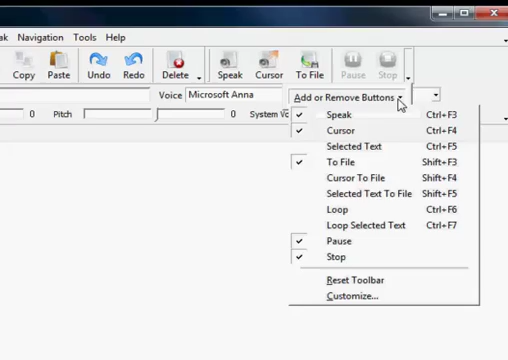 ak Navigation Tools Help
Copy Paste Undo Redo Delete Speak Cursor To File Pause Stop
Voice Microsoft Anna Add or Remove Buttons
0 Pitch 0 System Vo
Speak Ctrl+F3
Cursor Ctrl+F4
Selected Text Ctrl+F5
To File Shift+F3
Cursor To File Shift+F4
Selected Text To File Shift+F5
Loop Ctrl+F6
Loop Selected Text Ctrl+F7
Pause
Stop
Reset Toolbar
Customize...